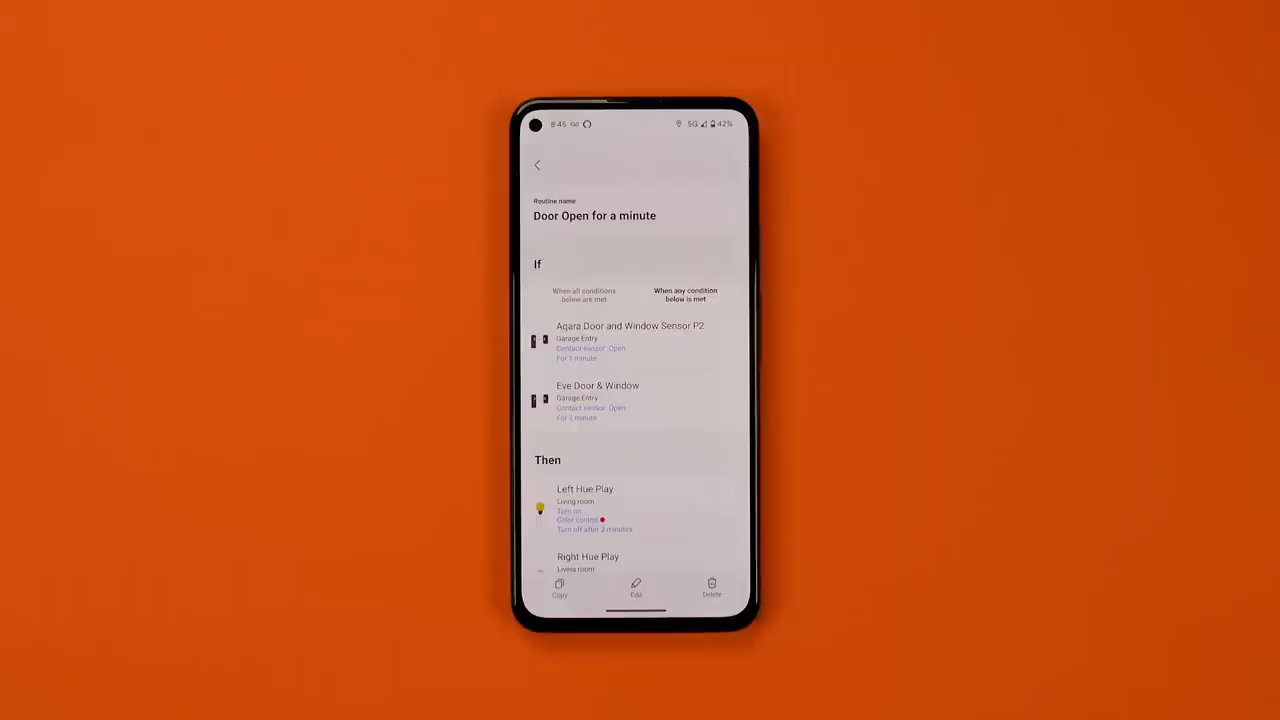 8:45
5G 42%
Routine name
Door Open for a minute
If
When all conditions
below are met
When any condition
below is met
Aqara Door and Window Sensor P2
Garage Entry
Contact sensor: Open
For 1 minute
Eve Door & Window
Garage Entry
Contact sensor: Open
For 1 minute
Then
Left Hue Play
Living room
Turn on
Color control
Turn off after 2 minutes
Right Hue Play
Living room
Copy
Edit
Delete